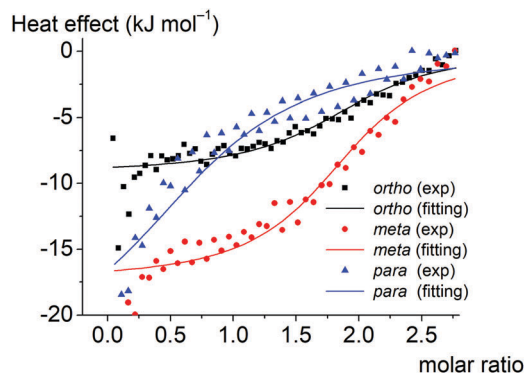 Heat effect (kJ mol⁻¹)
0
-5
-10
-15
-20
ortho (exp)
ortho (fitting)
meta (exp)
meta (fitting)
para (exp)
para (fitting)
0.0 0.5 1.0 1.5 2.0 2.5
molar ratio